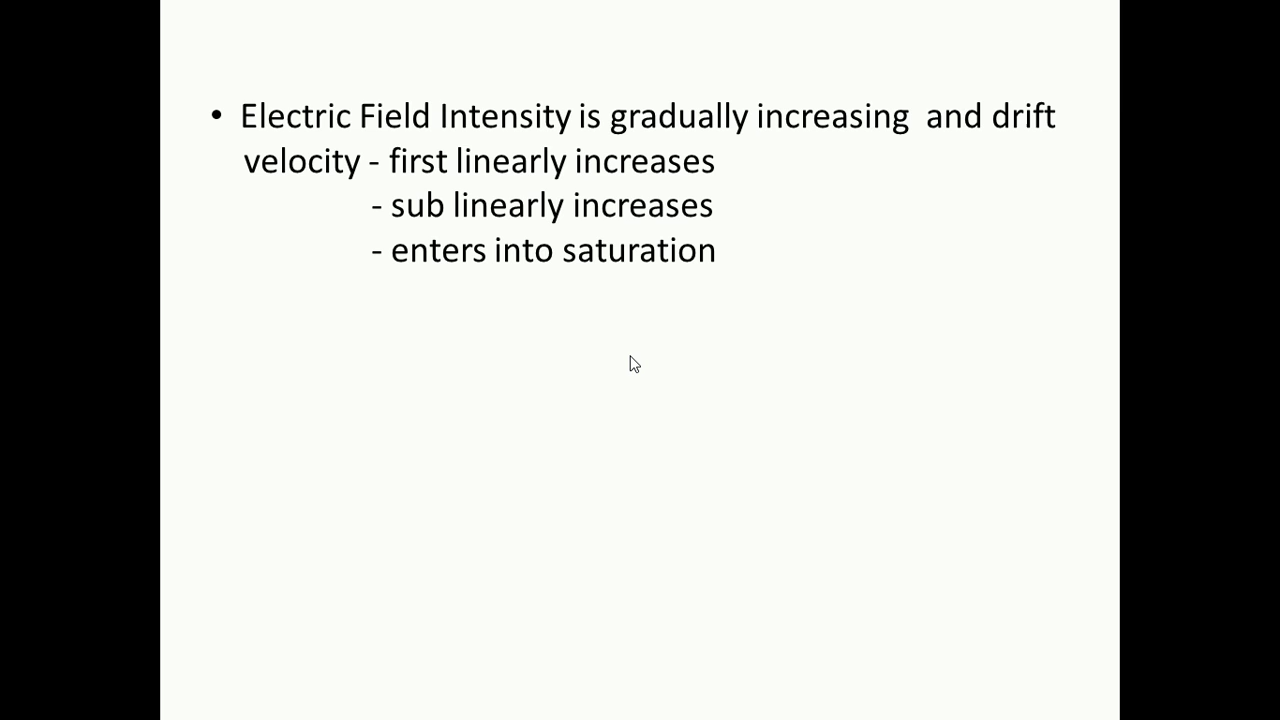 • Electric Field Intensity is gradually increasing and drift
velocity - first linearly increases
- sub linearly increases
- enters into saturation